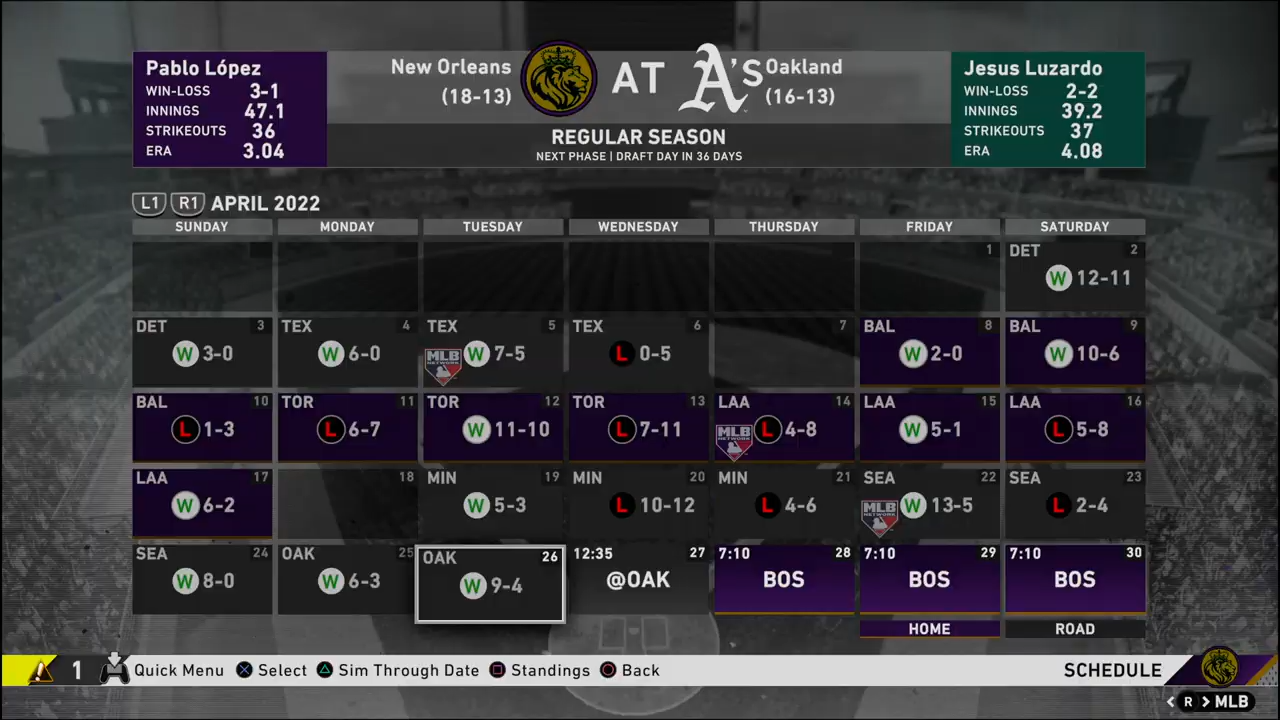 Pablo López
WIN-LOSS 3-1
INNINGS 47.1
STRIKEOUTS 36
ERA 3.04
New Orleans
(18-13)
AT
A's
Oakland
(16-13)
REGULAR SEASON
NEXT PHASE | DRAFT DAY IN 36 DAYS
Jesus Luzardo
WIN-LOSS 2-2
INNINGS 39.2
STRIKEOUTS 37
ERA 4.08
L1 R1 APRIL 2022
SUNDAY MONDAY TUESDAY WEDNESDAY THURSDAY FRIDAY SATURDAY
1
DET 2
W 12-11
DET 3
W 3-0
TEX 4
W 6-0
TEX 5
MLB NETWORK W 7-5
TEX 6
L 0-5
7
BAL 8
W 2-0
BAL 9
W 10-6
BAL 10
L 1-3
TOR 11
L 6-7
TOR 12
W 11-10
TOR 13
L 7-11
LAA 14
MLB NETWORK L 4-8
LAA 15
W 5-1
LAA 16
L 5-8
LAA 17
W 6-2
18
MIN 19
W 5-3
MIN 20
L 10-12
MIN 21
L 4-6
SEA 22
MLB NETWORK W 13-5
SEA 23
L 2-4
SEA 24
W 8-0
OAK 25
W 6-3
OAK 26
W 9-4
12:35 27
@OAK
7:10 28
BOS
7:10 29
BOS
7:10 30
BOS
HOME ROAD
1 Quick Menu Select Sim Through Date Standings Back
SCHEDULE
< R > MLB